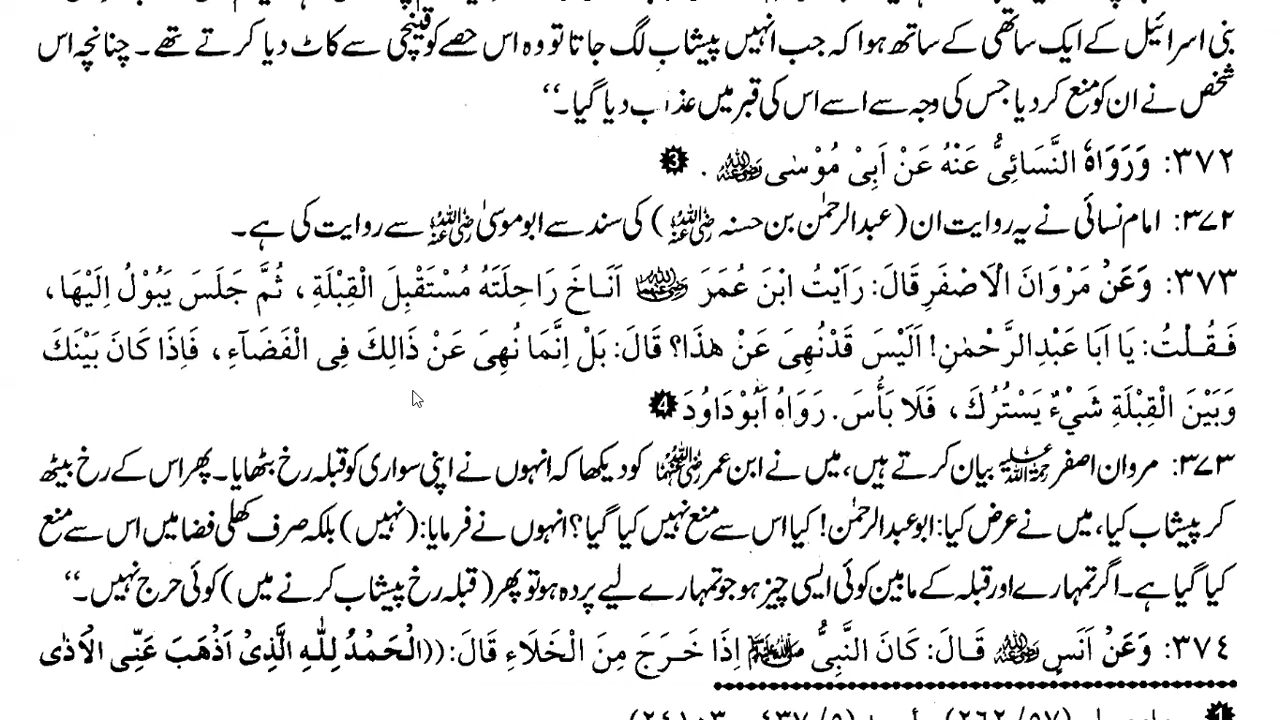 بنی اسرائیل کے ایک ساتھی کے ساتھ ہوا کہ جب انہیں پیشاب لگ جاتا تو وہ اس حصے کو قینچی سے کاٹ دیا کرتے تھے۔ چنانچہ اس
شخص نے ان کو منع کر دیا جس کی وجہ سے اسے اس کی قبر میں عذاب دیا گیا۔‘‘
٣٧٢: وَرَوَاهُ النَّسَائِىُّ عَنْهُ عَنْ اَبِىْ مُوْسٰى رضی اللہ عنہ . ❸
۳۷۲: امام نسائی نے یہ روایت ان (عبدالرحمٰن بن حسنہ رضی اللہ عنہ) کی سند سے ابوموسیٰ رضی اللہ عنہ سے روایت کی ہے۔
٣٧٣: وَعَنْ مَرْوَانَ الْاَصْفَرِ قَالَ: رَاَيْتُ ابْنَ عُمَرَ رضی اللہ عنہما اَنَاخَ رَاحِلَتَهُ مُسْتَقْبِلَ الْقِبْلَةِ، ثُمَّ جَلَسَ يَبُوْلُ اِلَيْهَا،
فَقُلْتُ: يَا اَبَا عَبْدِالرَّحْمٰنِ! اَلَيْسَ قَدْنُهِىَ عَنْ هٰذَا؟ قَالَ: بَلْ اِنَّمَا نُهِىَ عَنْ ذَالِكَ فِى الْفَضَآءِ، فَاِذَا كَانَ بَيْنَكَ
وَبَيْنَ الْقِبْلَةِ شَىْءٌ يَسْتُرُكَ، فَلَا بَأْسَ. رَوَاهُ اَبُوْدَاوُدَ ❹
۳۷۳: مروان اصفر رحمۃ اللہ علیہ بیان کرتے ہیں، میں نے ابن عمر رضی اللہ عنہما کو دیکھا کہ انہوں نے اپنی سواری کو قبلہ رخ بٹھایا۔ پھر اس کے رخ بیٹھ
کر پیشاب کیا، میں نے عرض کیا: ابوعبدالرحمٰن! کیا اس سے منع نہیں کیا گیا؟ انہوں نے فرمایا: (نہیں) بلکہ صرف کھلی فضا میں اس سے منع
کیا گیا ہے۔ اگر تمہارے اور قبلہ کے مابین کوئی ایسی چیز ہو جو تمہارے لیے پردہ ہو تو پھر (قبلہ رخ پیشاب کرنے میں) کوئی حرج نہیں۔‘‘
٣٧٤: وَعَنْ اَنَسٍ رضی اللہ عنہ قَالَ: كَانَ النَّبِىُّ ﷺ اِذَا خَرَجَ مِنَ الْخَلَاءِ قَالَ: ((اَلْحَمْدُ لِلّٰهِ الَّذِىْ اَذْهَبَ عَنِّى الْاَذٰى